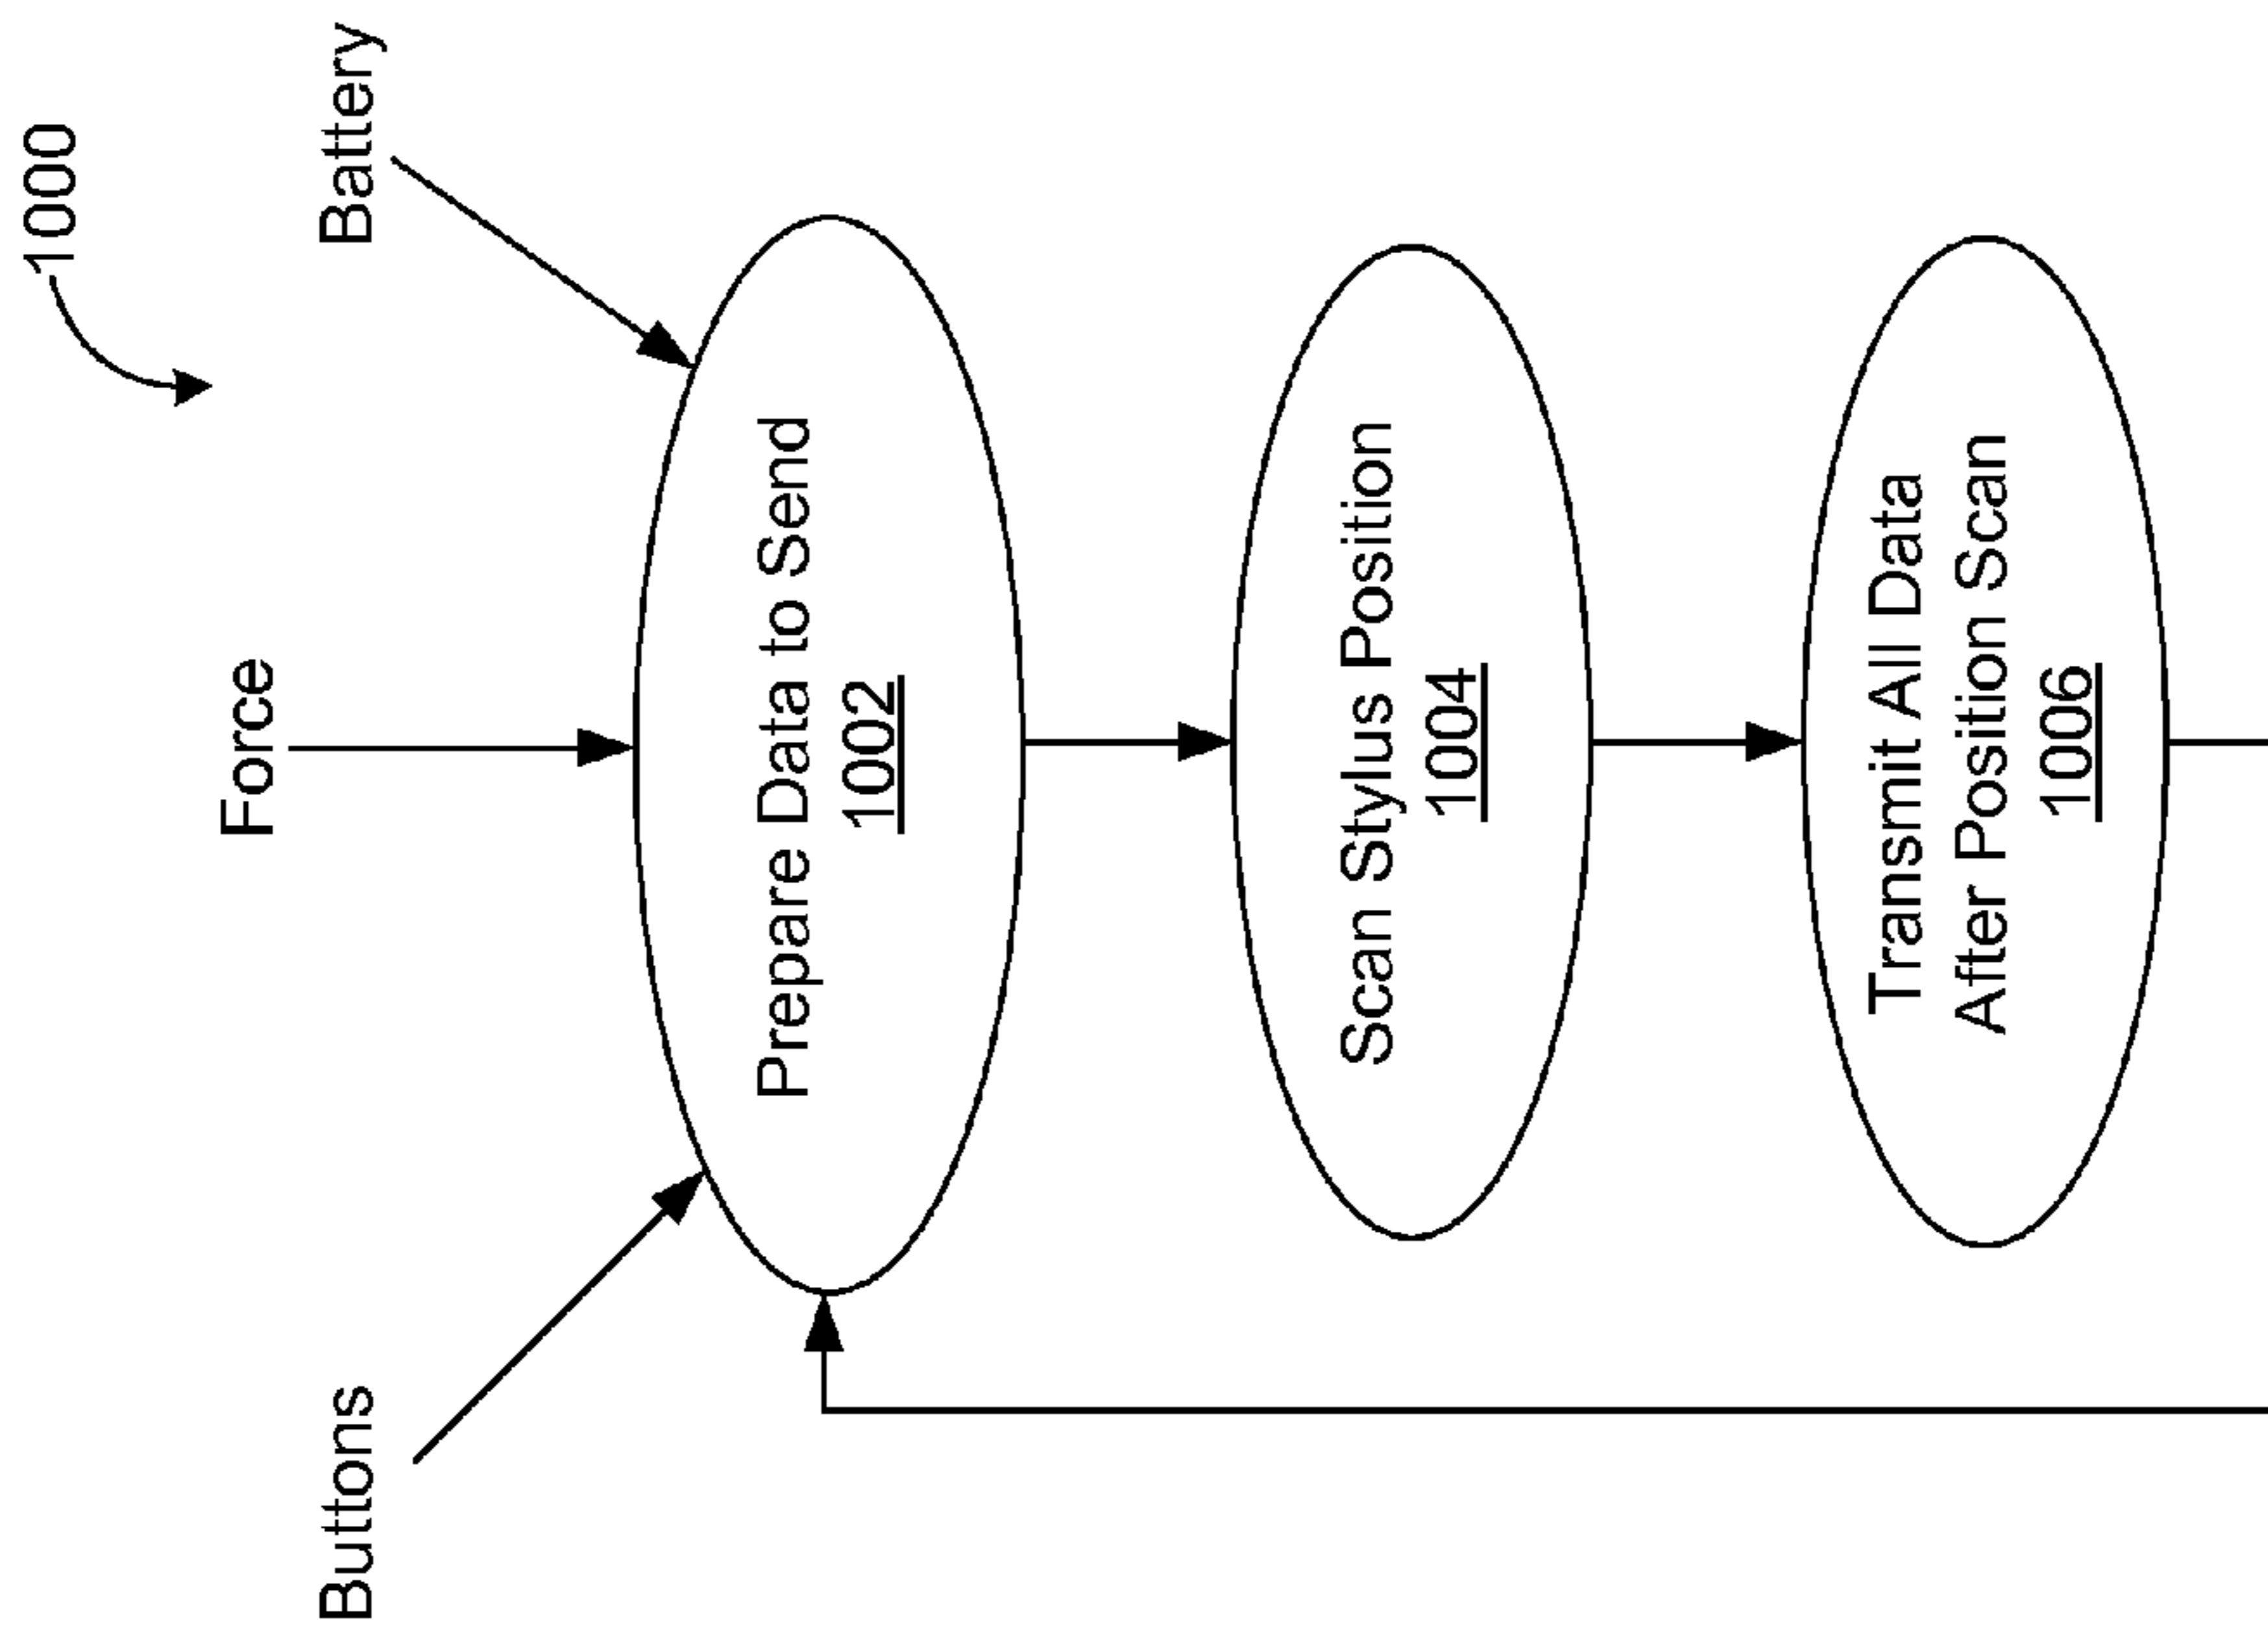 1000
Force
Buttons
Battery
Prepare Data to Send
1002
Scan Stylus Position
1004
Transmit All Data
After Position Scan
1006